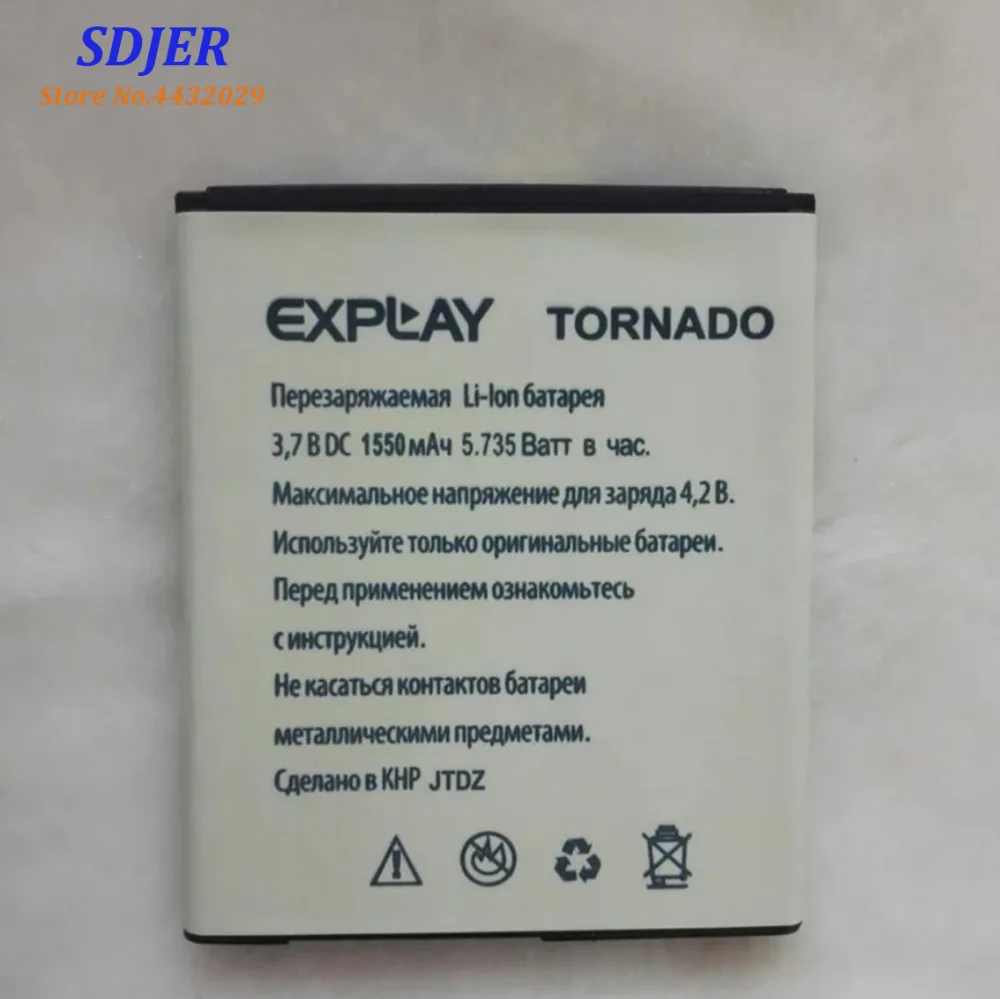 SDJER
Store No.4432029
EXPLAY TORNADO
Перезаряжаемая Li-Ion батарея
3,7 В DC 1550 мАч 5.735 Ватт в час.
Максимальное напряжение для заряда 4,2 В.
Используйте только оригинальные батареи.
Перед применением ознакомьтесь
с инструкцией.
Не касаться контактов батареи
металлическими предметами.
Сделано в КНР JTDZ